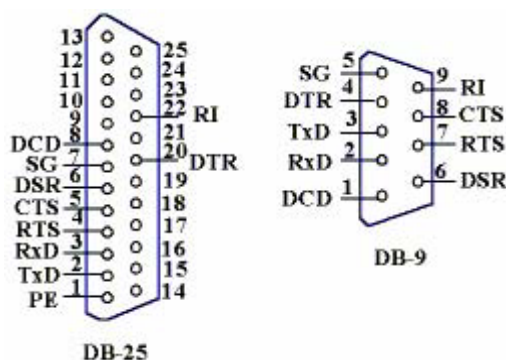 13
25
12
24
11
23
10
22 RI
9
21
DCD 8
20 DTR
SG 7
19
DSR 6
18
CTS 5
17
RTS 4
16
RxD 3
15
TxD 2
14
PE 1
DB-25
SG 5
9 RI
DTR 4
8 CTS
TxD 3
7 RTS
RxD 2
6 DSR
DCD 1
DB-9